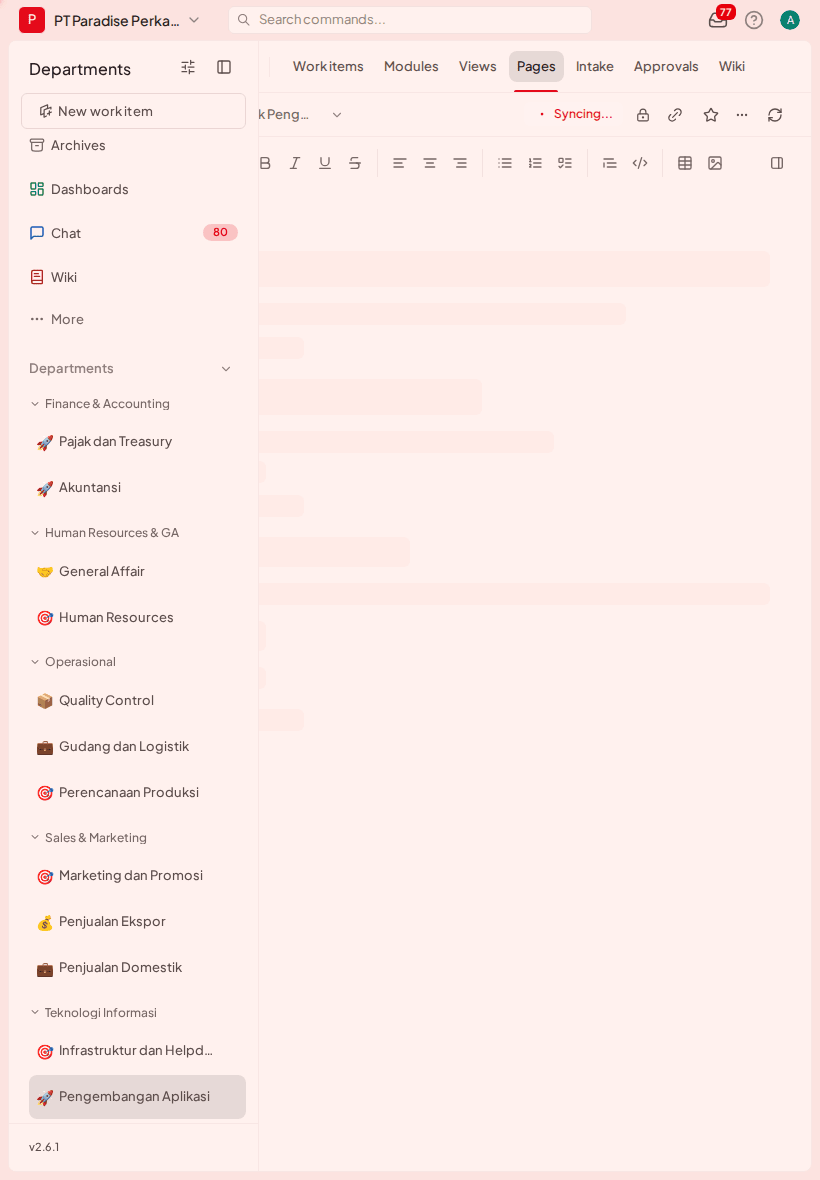 P PT Paradise Perka...
Search commands...
77
A
Departments
New work item
Archives
Dashboards
Chat 80
Wiki
More
Departments
Finance & Accounting
Pajak dan Treasury
Akuntansi
Human Resources & GA
General Affair
Human Resources
Operasional
Quality Control
Gudang dan Logistik
Perencanaan Produksi
Sales & Marketing
Marketing dan Promosi
Penjualan Ekspor
Penjualan Domestik
Teknologi Informasi
Infrastruktur dan Helpd...
Pengembangan Aplikasi
v2.6.1
Work items Modules Views Pages Intake Approvals Wiki
k Peng...
Syncing...